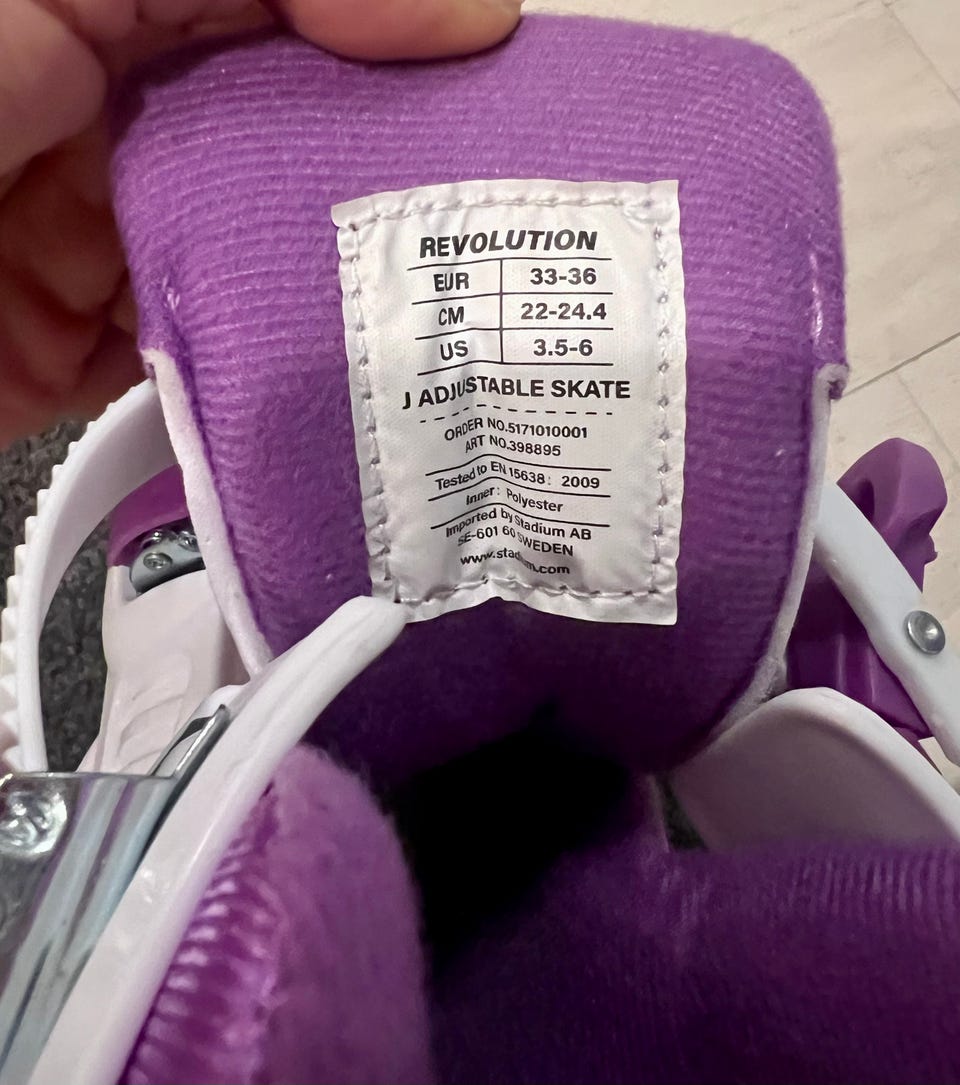 REVOLUTION
EUR 33-36
CM 22-24.4
US 3.5-6
J ADJUSTABLE SKATE
ORDER NO.5171010001
ART NO.398895
Tested to EN 15638: 2009
Inner: Polyester
Imported by Stadium AB
SE-601 60 SWEDEN